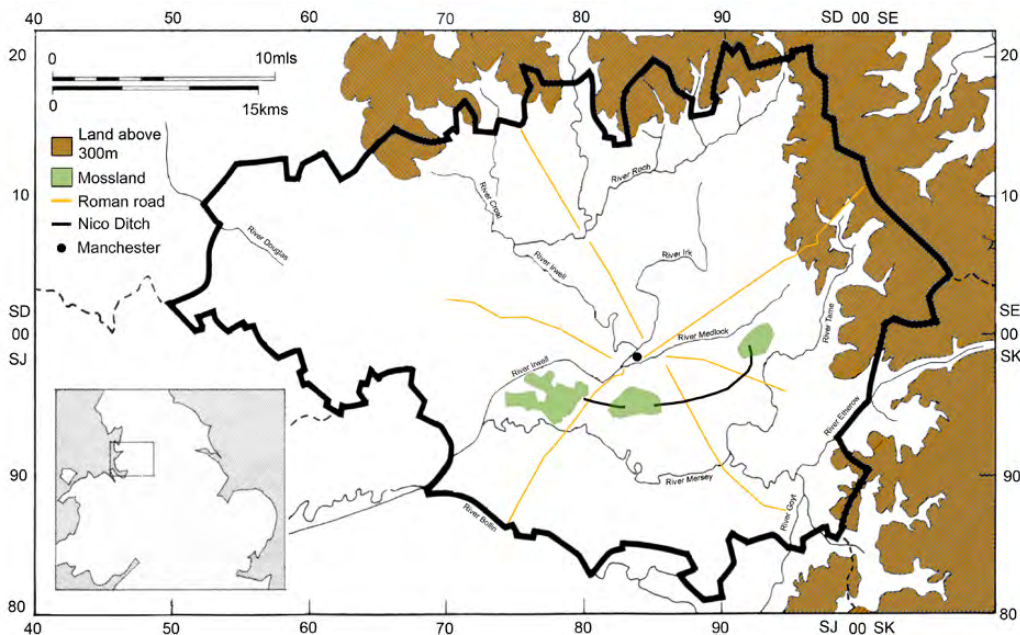 40
50
60
70
80
90
SD 00 SE
20
20
0
10mls
0
15kms
Land above
300m
Mossland
Roman road
Nico Ditch
Manchester
10
10
River Roch
River Croal
River Douglas
River Irwell
River Irk
SD
00
SJ
SE
00
SK
River Tame
River Medlock
River Irwell
River Etherow
90
90
River Mersey
River Goyt
River Bollin
80
80
40
50
60
70
80
90
SJ 00 SK